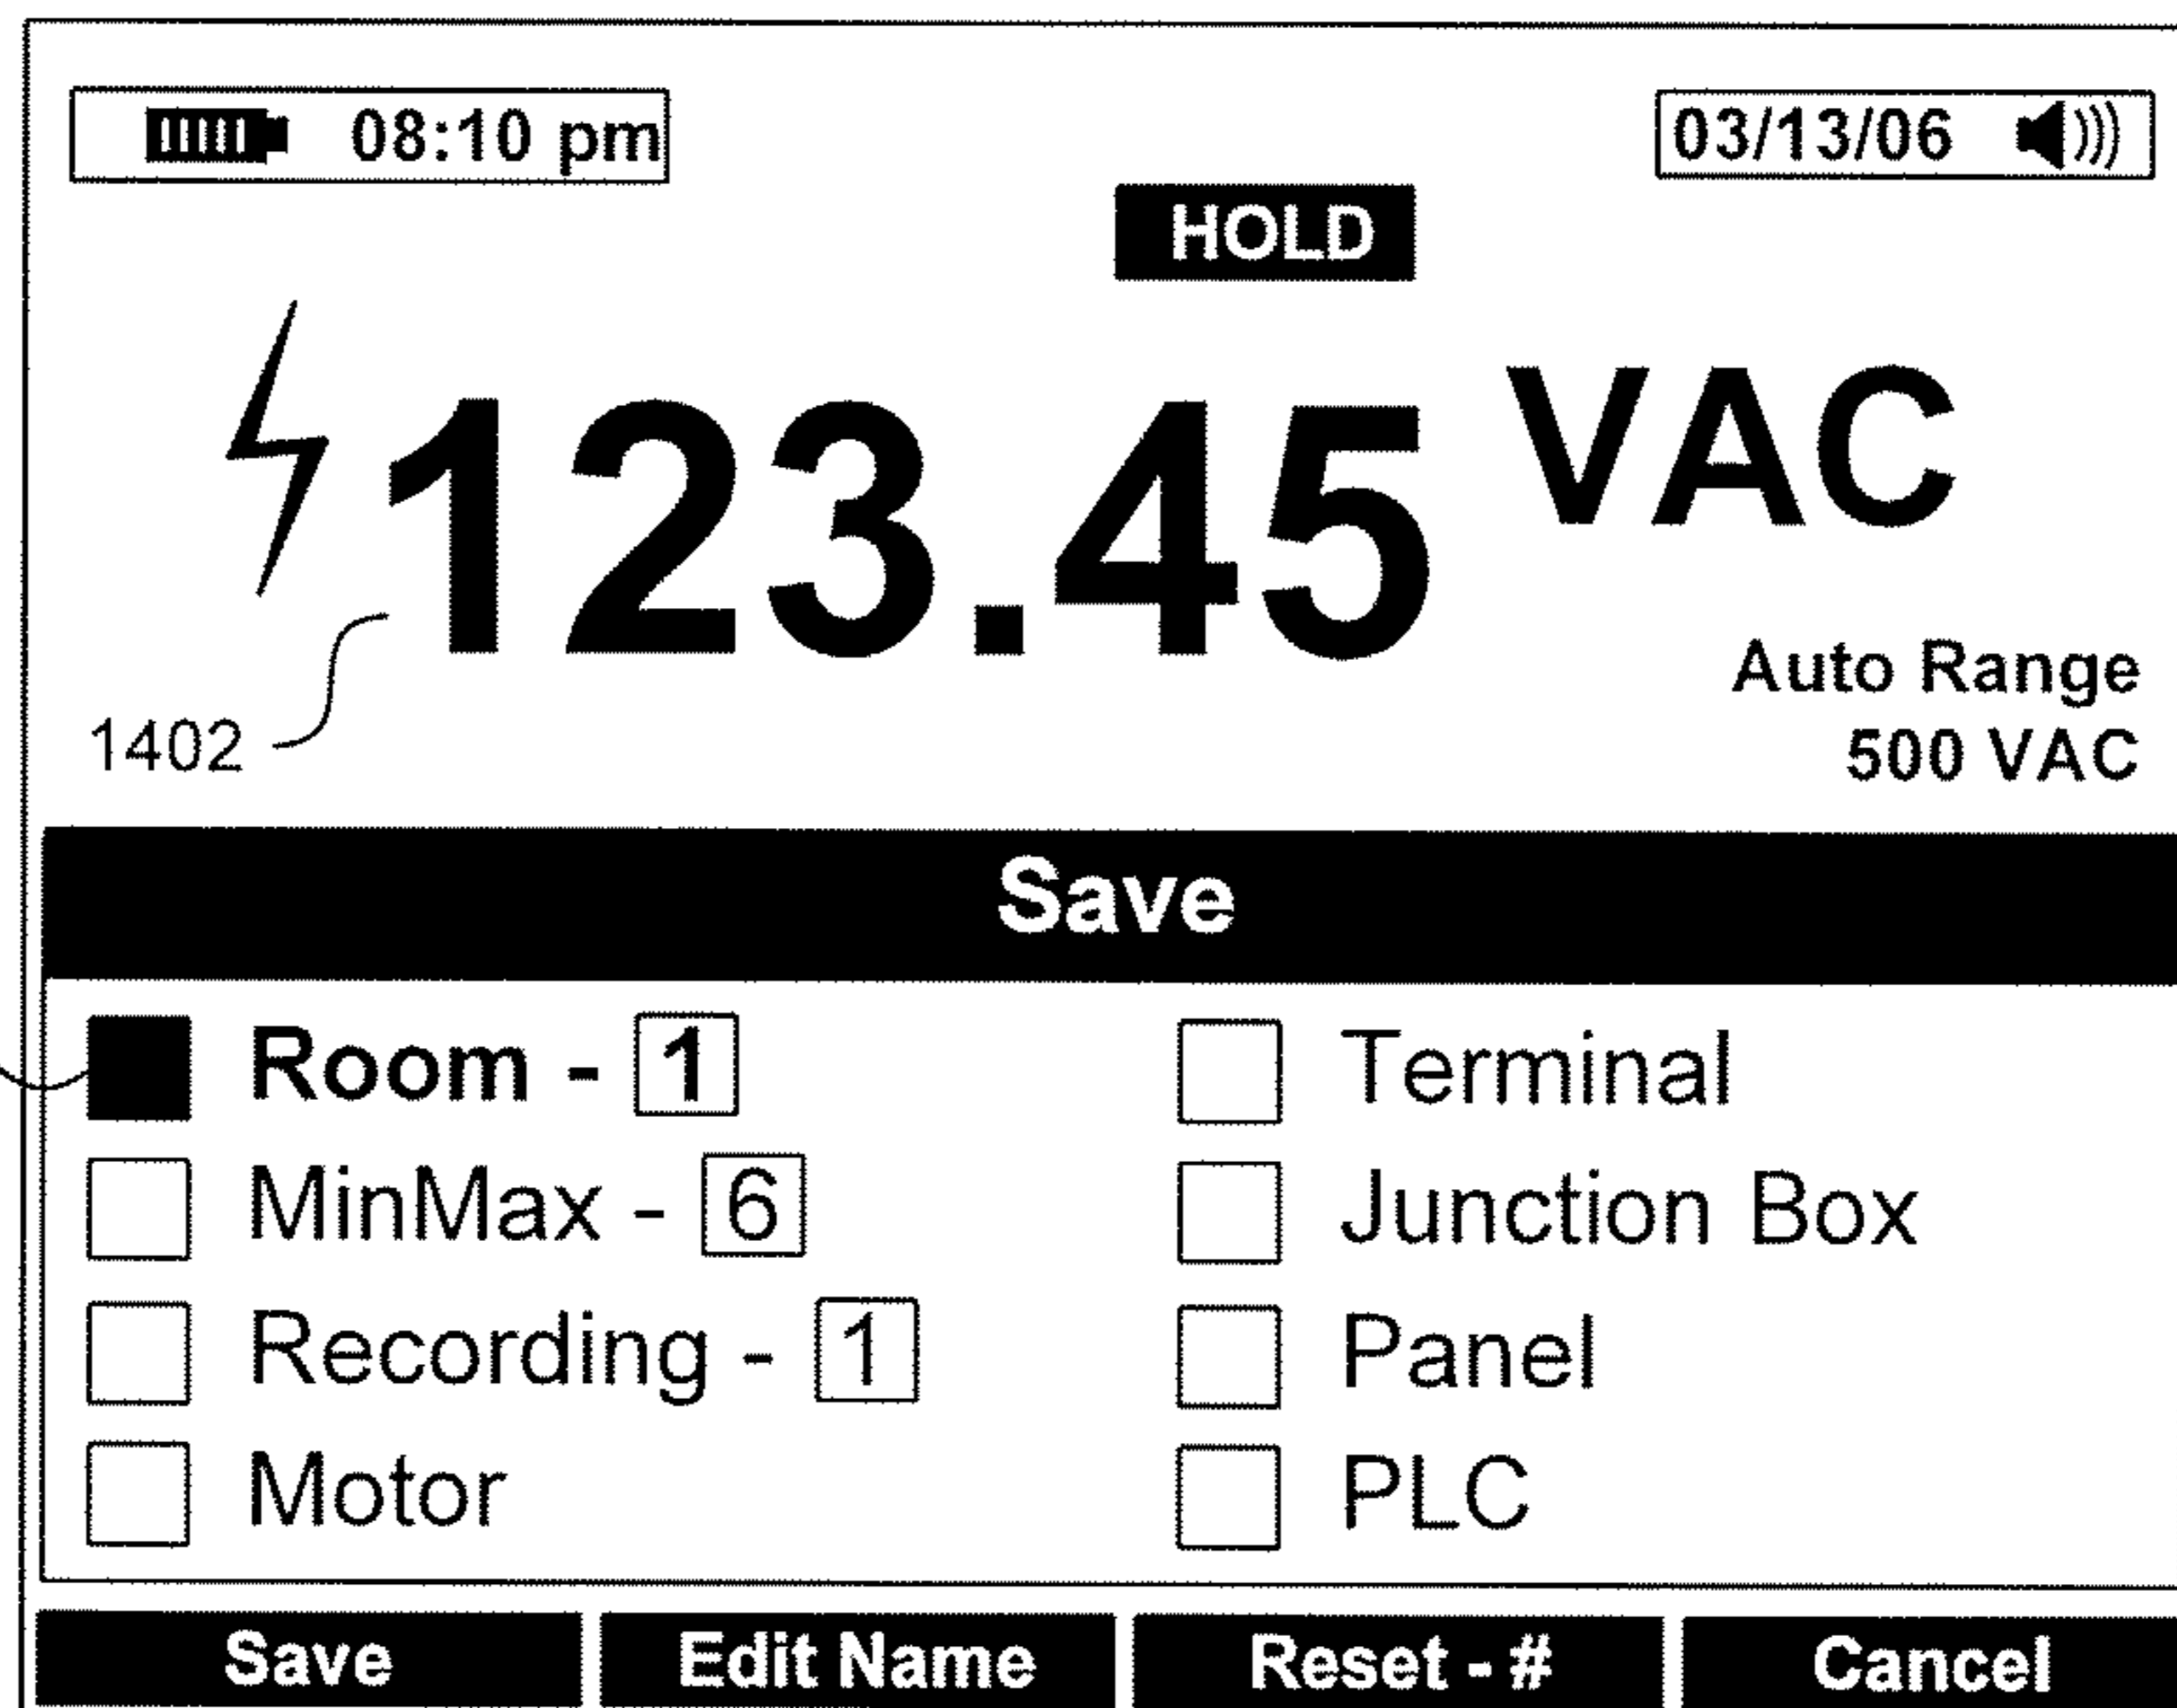 08:10 pm 03/13/06
HOLD
123.45 VAC
Auto Range
1402
500 VAC
Save
Room - 1 Terminal
MinMax - 6 Junction Box
Recording - 1 Panel
Motor PLC
Save Edit Name Reset - # Cancel